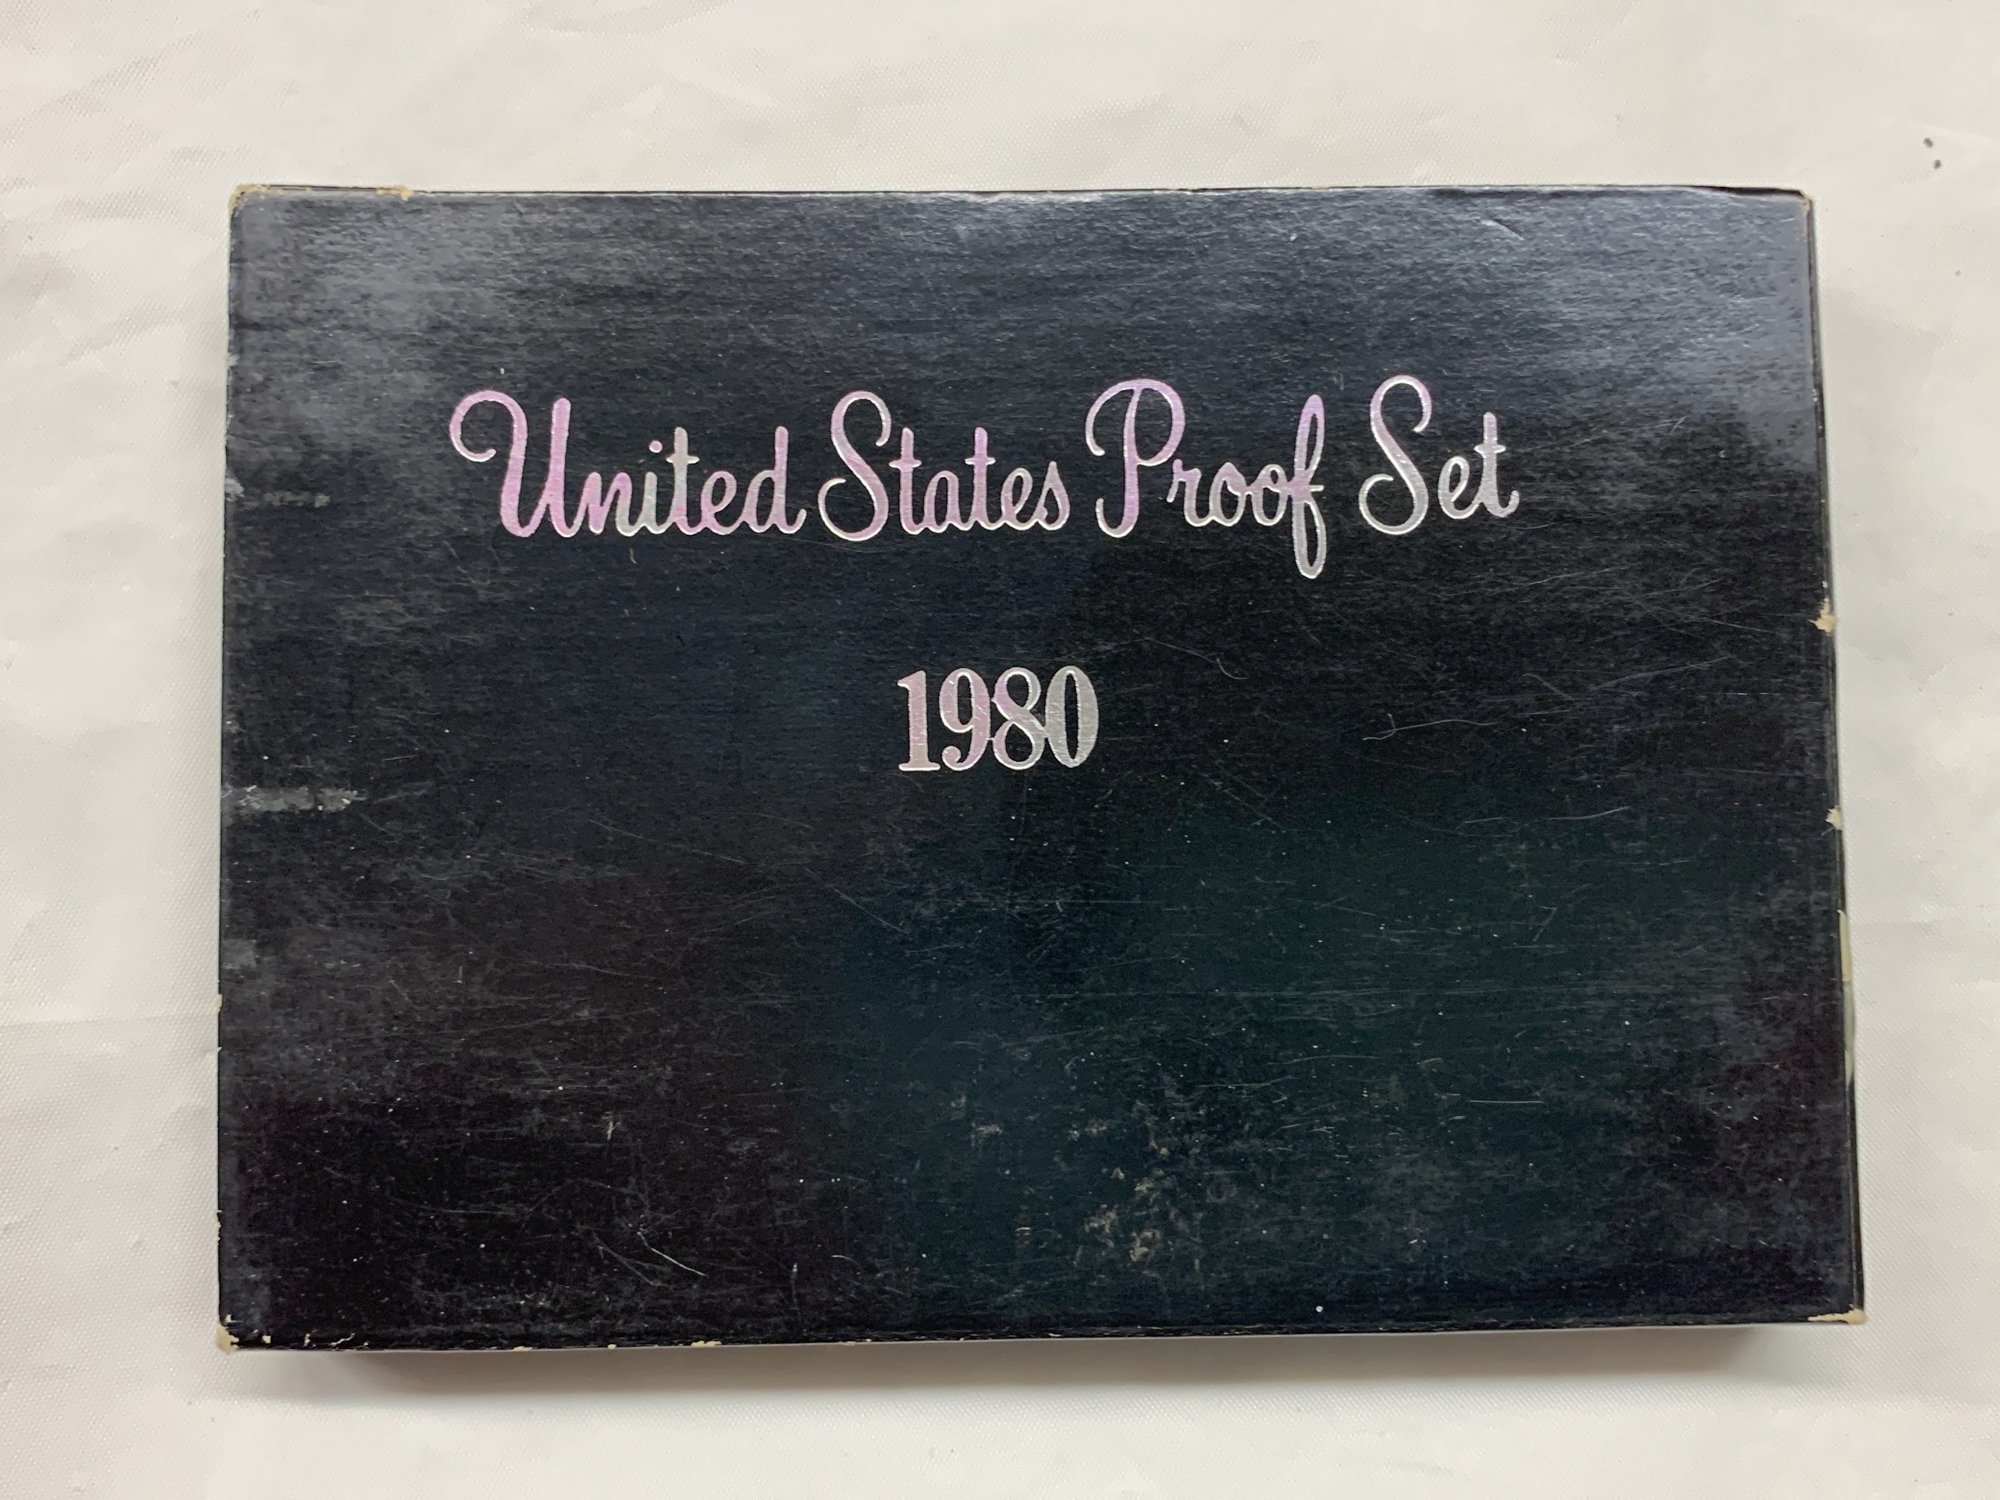 United States Proof Set
1980